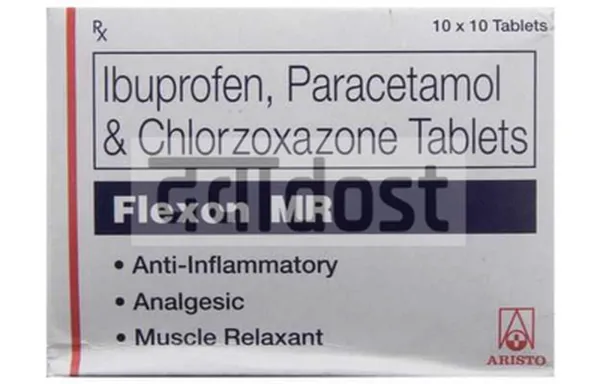 Rx
10 x 10 Tablets
Ibuprofen, Paracetamol
& Chlorzoxazone Tablets
Flexon MR
• Anti-Inflammatory
• Analgesic
• Muscle Relaxant
ARISTO